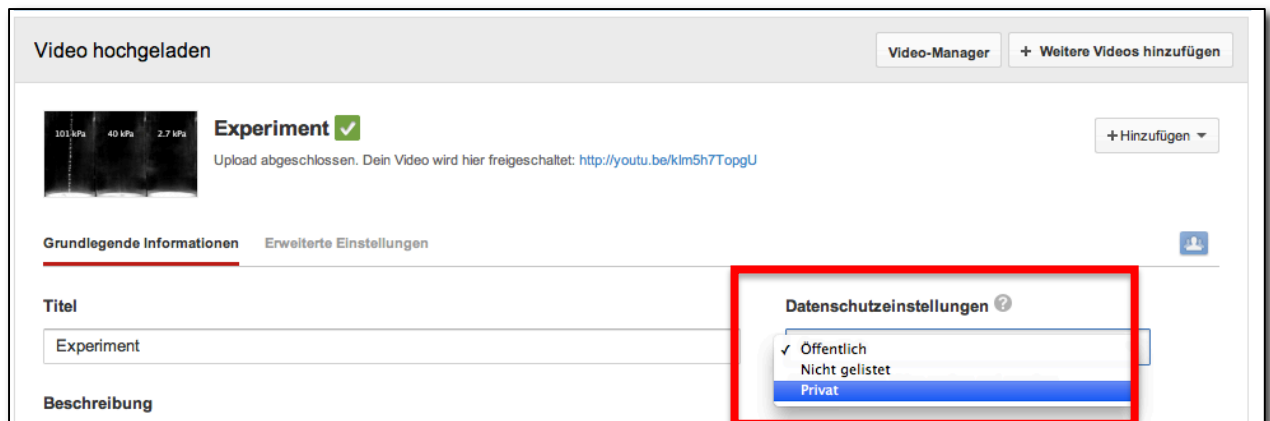 Video hochgeladen
Video-Manager
+ Weitere Videos hinzufügen
101 kPa 40 kPa 2.7 kPa
Experiment
+Hinzufügen
Upload abgeschlossen. Dein Video wird hier freigeschaltet: http://youtu.be/klm5h7TopgU
Grundlegende Informationen
Erweiterte Einstellungen
Titel
Experiment
Datenschutzeinstellungen ?
✓ Öffentlich
Nicht gelistet
Privat
Beschreibung